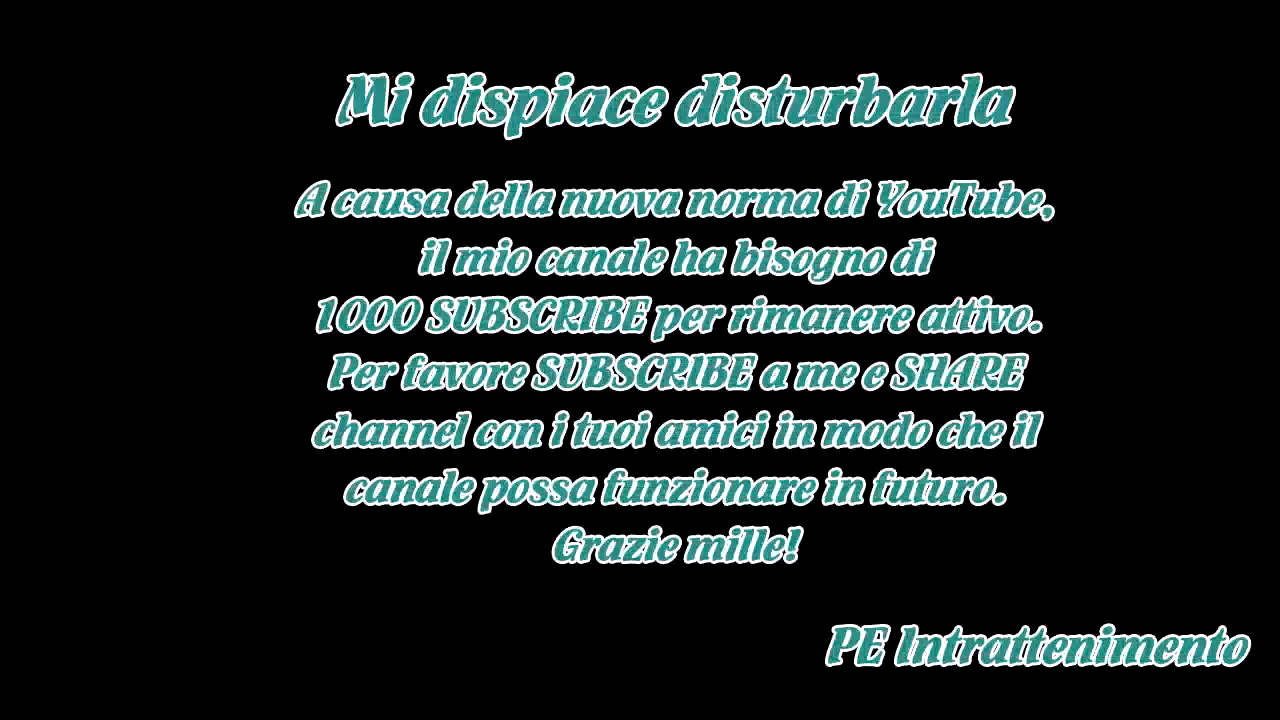 Mi dispiace disturbarla
A causa della nuova norma di YouTube,
il mio canale ha bisogno di
1000 SUBSCRIBE per rimanere attivo.
Per favore SUBSCRIBE a me e SHARE
channel con i tuoi amici in modo che il
canale possa funzionare in futuro.
Grazie mille!
PE Intrattenimento